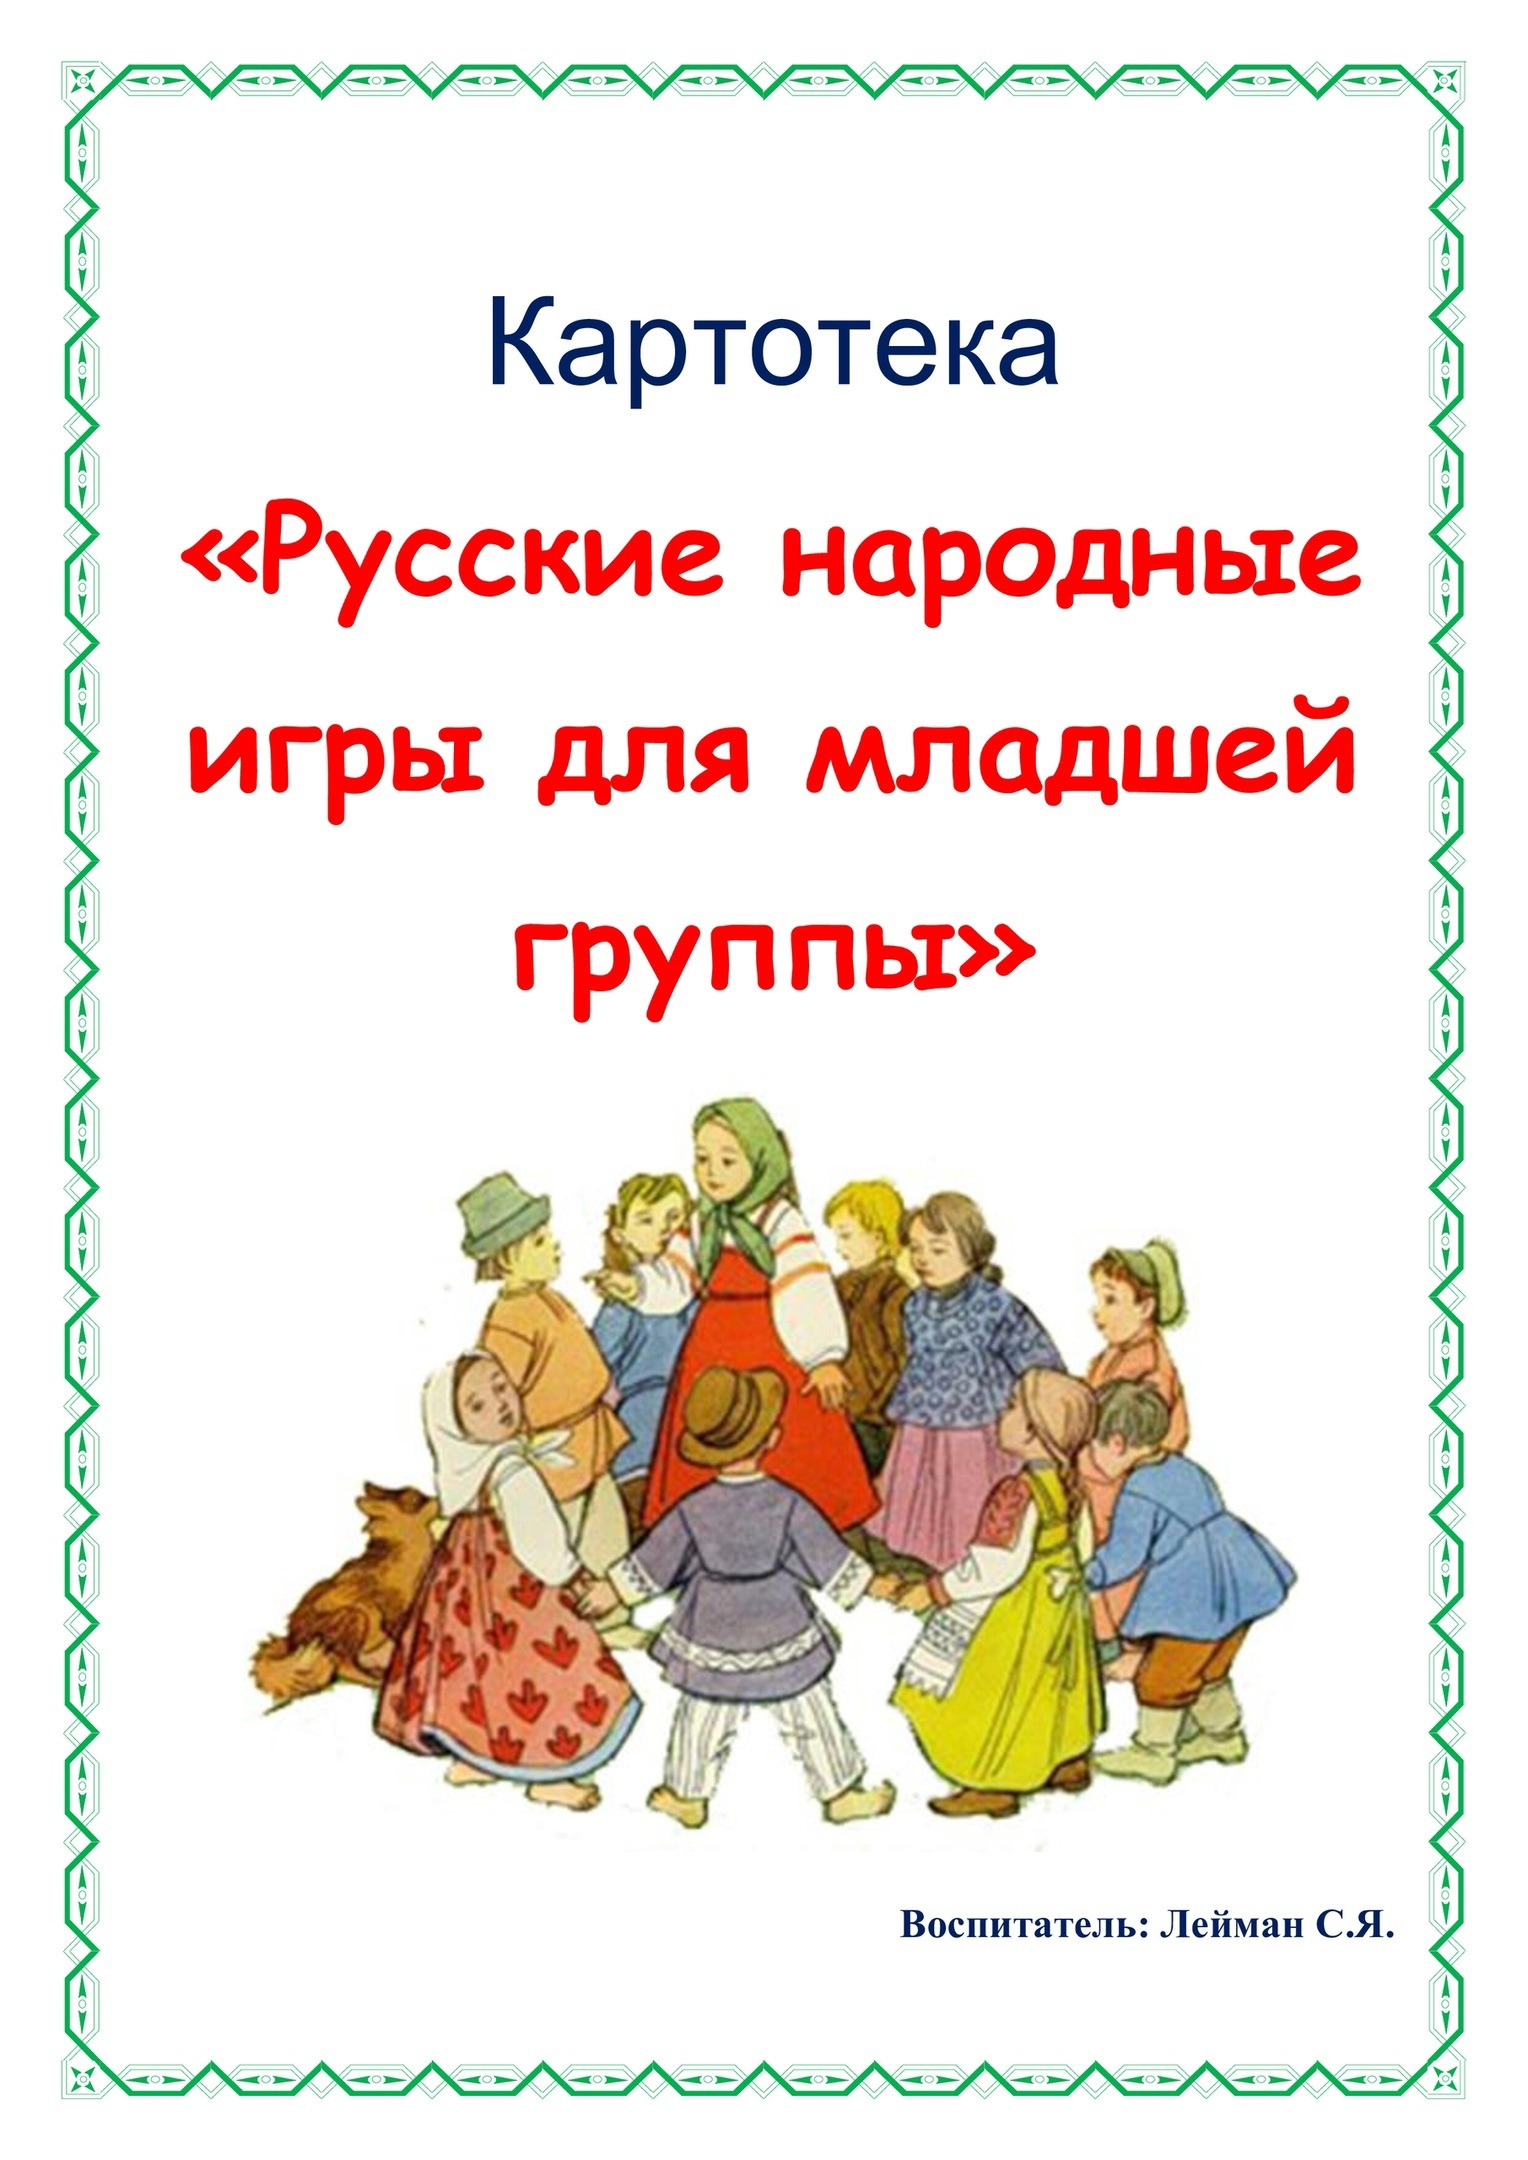 Картотека
«Русские народные
игры для младшей
группы»
Воспитатель: Лейман С.Я.